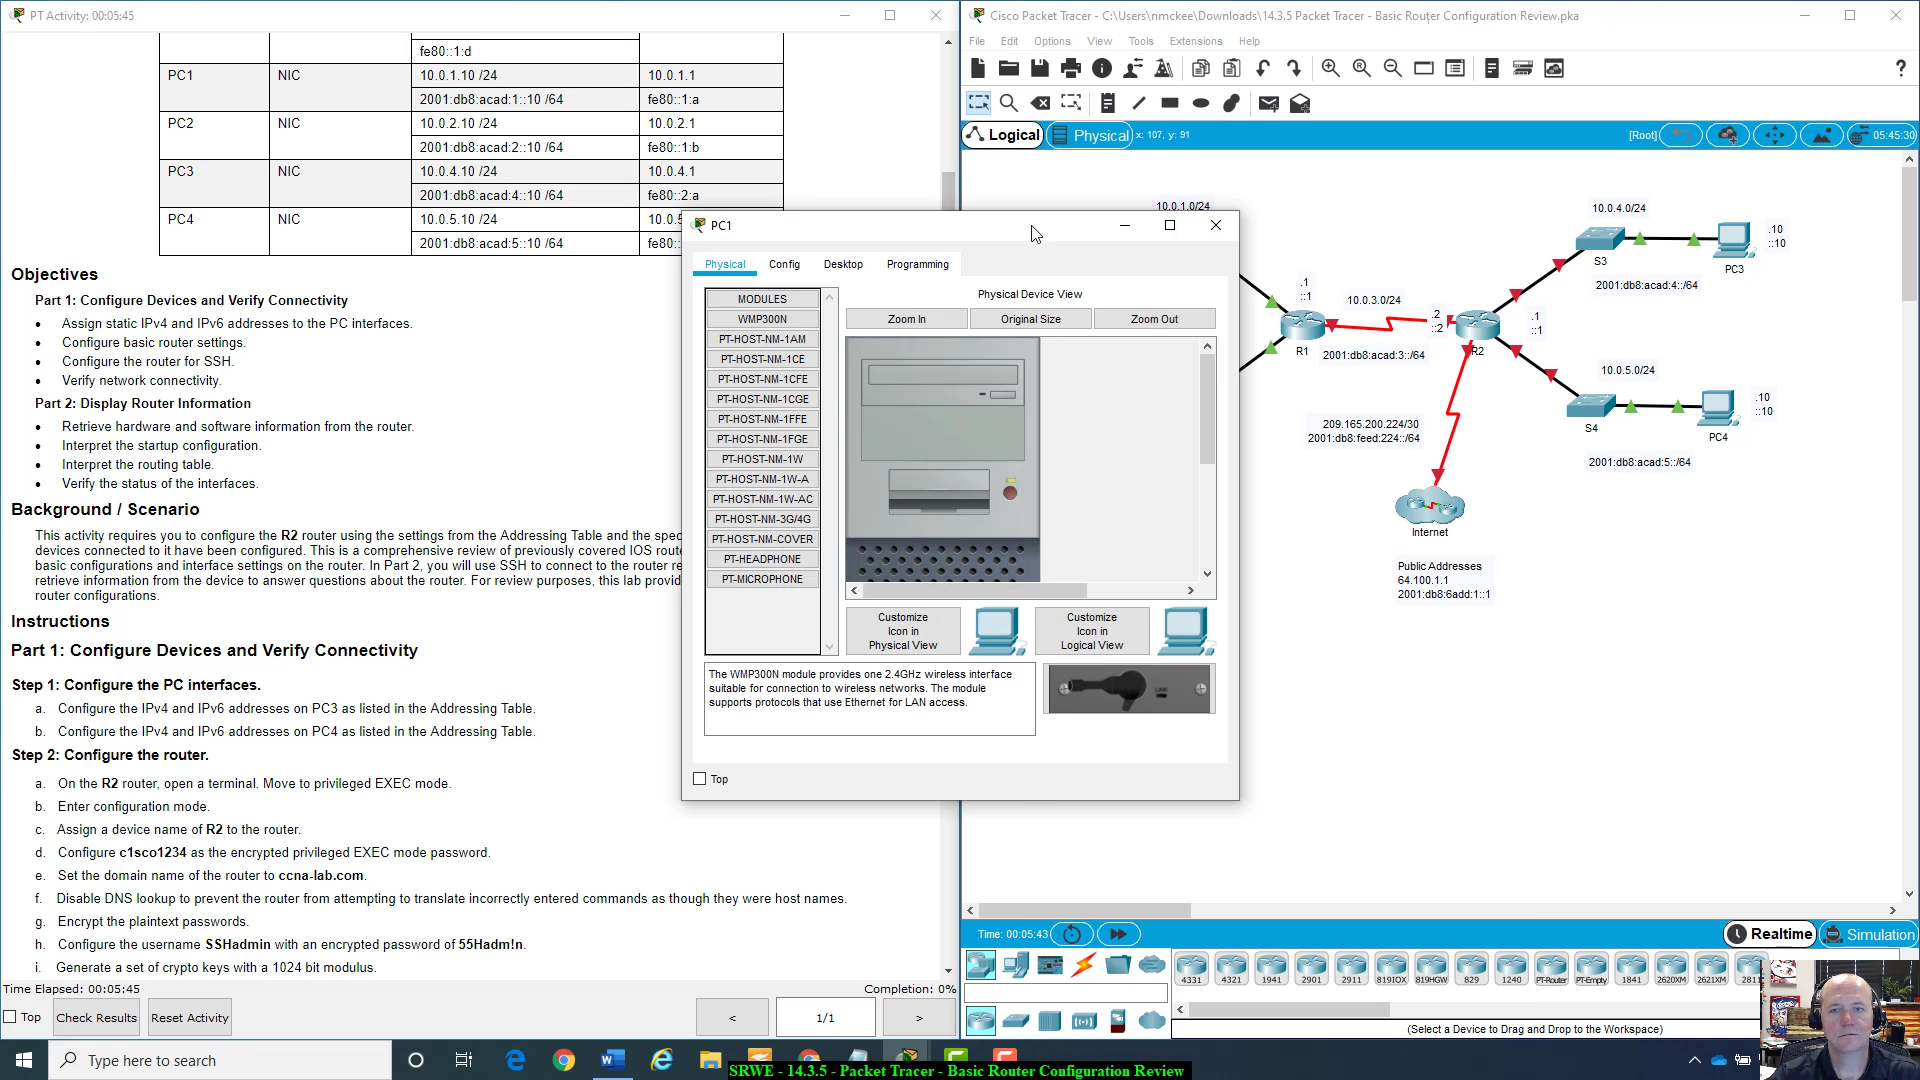 PT Activity: 00:05:45
fe80::1:d
PC1 NIC 10.0.1.10 /24 10.0.1.1
2001:db8:acad:1::10 /64 fe80::1:a
PC2 NIC 10.0.2.10 /24 10.0.2.1
2001:db8:acad:2::10 /64 fe80::1:b
PC3 NIC 10.0.4.10 /24 10.0.4.1
2001:db8:acad:4::10 /64 fe80::2:a
PC4 NIC 10.0.5.10 /24 10.0.5
2001:db8:acad:5::10 /64 fe80::
Objectives
Part 1: Configure Devices and Verify Connectivity
• Assign static IPv4 and IPv6 addresses to the PC interfaces.
• Configure basic router settings.
• Configure the router for SSH.
• Verify network connectivity.
Part 2: Display Router Information
• Retrieve hardware and software information from the router.
• Interpret the startup configuration.
• Interpret the routing table.
• Verify the status of the interfaces.
Background / Scenario
This activity requires you to configure the R2 router using the settings from the Addressing Table and the spec
devices connected to it have been configured. This is a comprehensive review of previously covered IOS route
basic configurations and interface settings on the router. In Part 2, you will use SSH to connect to the router re
retrieve information from the device to answer questions about the router. For review purposes, this lab provid
router configurations.
Instructions
Part 1: Configure Devices and Verify Connectivity
Step 1: Configure the PC interfaces.
a. Configure the IPv4 and IPv6 addresses on PC3 as listed in the Addressing Table.
b. Configure the IPv4 and IPv6 addresses on PC4 as listed in the Addressing Table.
Step 2: Configure the router.
a. On the R2 router, open a terminal. Move to privileged EXEC mode.
b. Enter configuration mode.
c. Assign a device name of R2 to the router.
d. Configure c1sco1234 as the encrypted privileged EXEC mode password.
e. Set the domain name of the router to ccna-lab.com.
f. Disable DNS lookup to prevent the router from attempting to translate incorrectly entered commands as though they were host names.
g. Encrypt the plaintext passwords.
h. Configure the username SSHadmin with an encrypted password of 55Hadm!n.
i. Generate a set of crypto keys with a 1024 bit modulus.
Time Elapsed: 00:05:45 Completion: 0%
Top Check Results Reset Activity < 1/1 >
PC1
Physical Config Desktop Programming
MODULES
WMP300N
PT-HOST-NM-1AM
PT-HOST-NM-1CE
PT-HOST-NM-1CFE
PT-HOST-NM-1CGE
PT-HOST-NM-1FFE
PT-HOST-NM-1FGE
PT-HOST-NM-1W
PT-HOST-NM-1W-A
PT-HOST-NM-1W-AC
PT-HOST-NM-3G/4G
PT-HOST-NM-COVER
PT-HEADPHONE
PT-MICROPHONE
Physical Device View
Zoom In Original Size Zoom Out
Customize
Icon in
Physical View
Customize
Icon in
Logical View
The WMP300N module provides one 2.4GHz wireless interface
suitable for connection to wireless networks. The module
supports protocols that use Ethernet for LAN access.
Top
Cisco Packet Tracer - C:\Users\nmckee\Downloads\14.3.5 Packet Tracer - Basic Router Configuration Review.pka
File Edit Options View Tools Extensions Help
?
Logical Physical x: 107, y: 91 [Root] 05:45:30
10.0.1.0/24
10.0.4.0/24
.10
::10
S3
PC3
2001:db8:acad:4::/64
.1
::1
10.0.3.0/24
.2
::2
.1
::1
R1
2001:db8:acad:3::/64
R2
10.0.5.0/24
.10
::10
S4
PC4
209.165.200.224/30
2001:db8:feed:224::/64
2001:db8:acad:5::/64
Internet
Public Addresses
64.100.1.1
2001:db8:6add:1::1
Time: 00:05:43 Realtime Simulation
4331 4321 1941 2901 2911 819IOX 819HGW 829 1240 PT-Router PT-Empty 1841 2620XM 2621XM 2811
(Select a Device to Drag and Drop to the Workspace)
Type here to search
SRWE - 14.3.5 - Packet Tracer - Basic Router Configuration Review